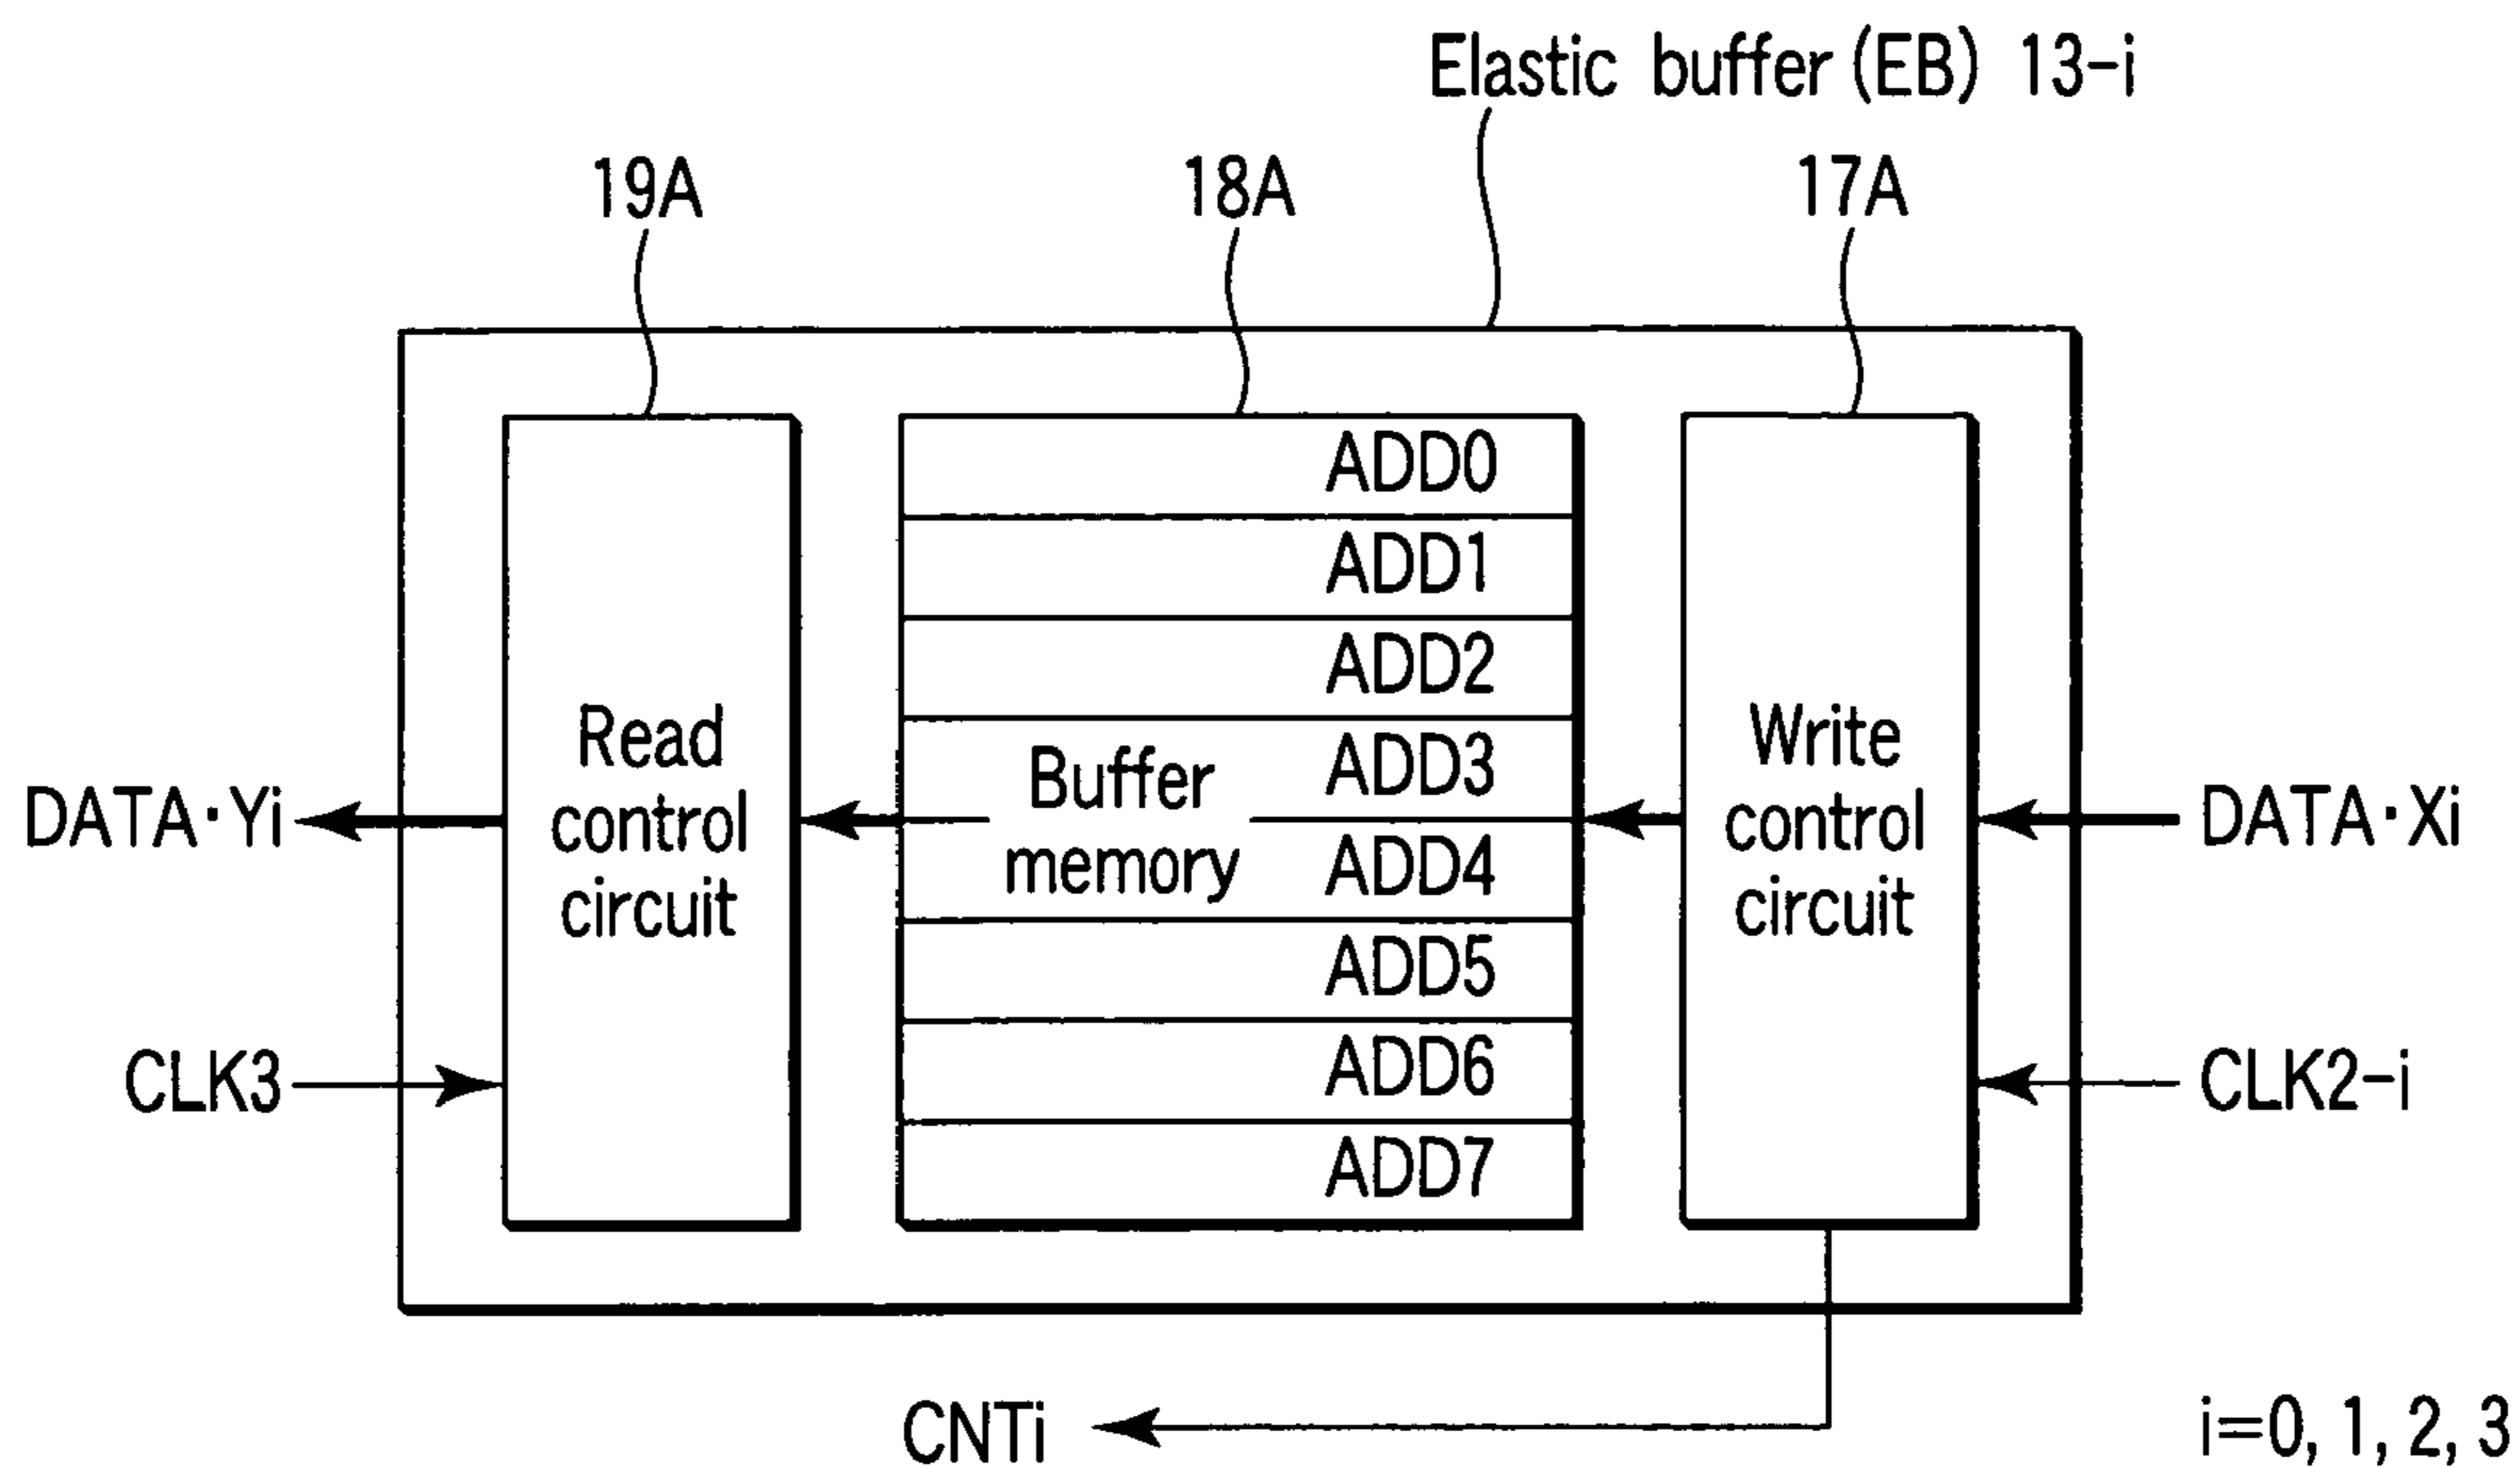 Elastic buffer (EB) 13-i
19A
18A
17A
ADD0
ADD1
ADD2
ADD3
ADD4
ADD5
ADD6
ADD7
Read
control
circuit
Buffer
memory
Write
control
circuit
DATA·Yi
DATA·Xi
CLK3
CLK2-i
CNTi
i=0, 1, 2, 3